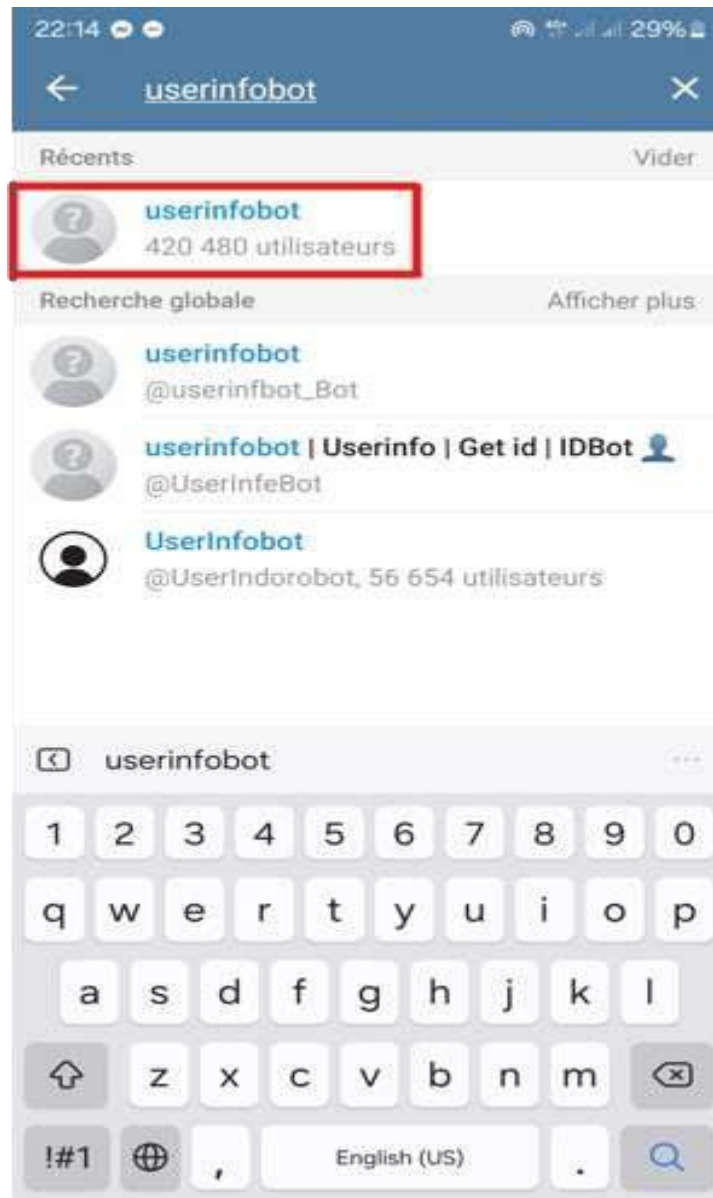 22:14 29%
userinfobot
Récents Vider
userinfobot
420 480 utilisateurs
Recherche globale Afficher plus
userinfobot
@userinfbot_Bot
userinfobot | Userinfo | Get id | IDBot 👤
@UserInfeBot
UserInfobot
@UserIndorobot, 56 654 utilisateurs
userinfobot
1 2 3 4 5 6 7 8 9 0
q w e r t y u i o p
a s d f g h j k l
z x c v b n m
!#1 , English (US) .